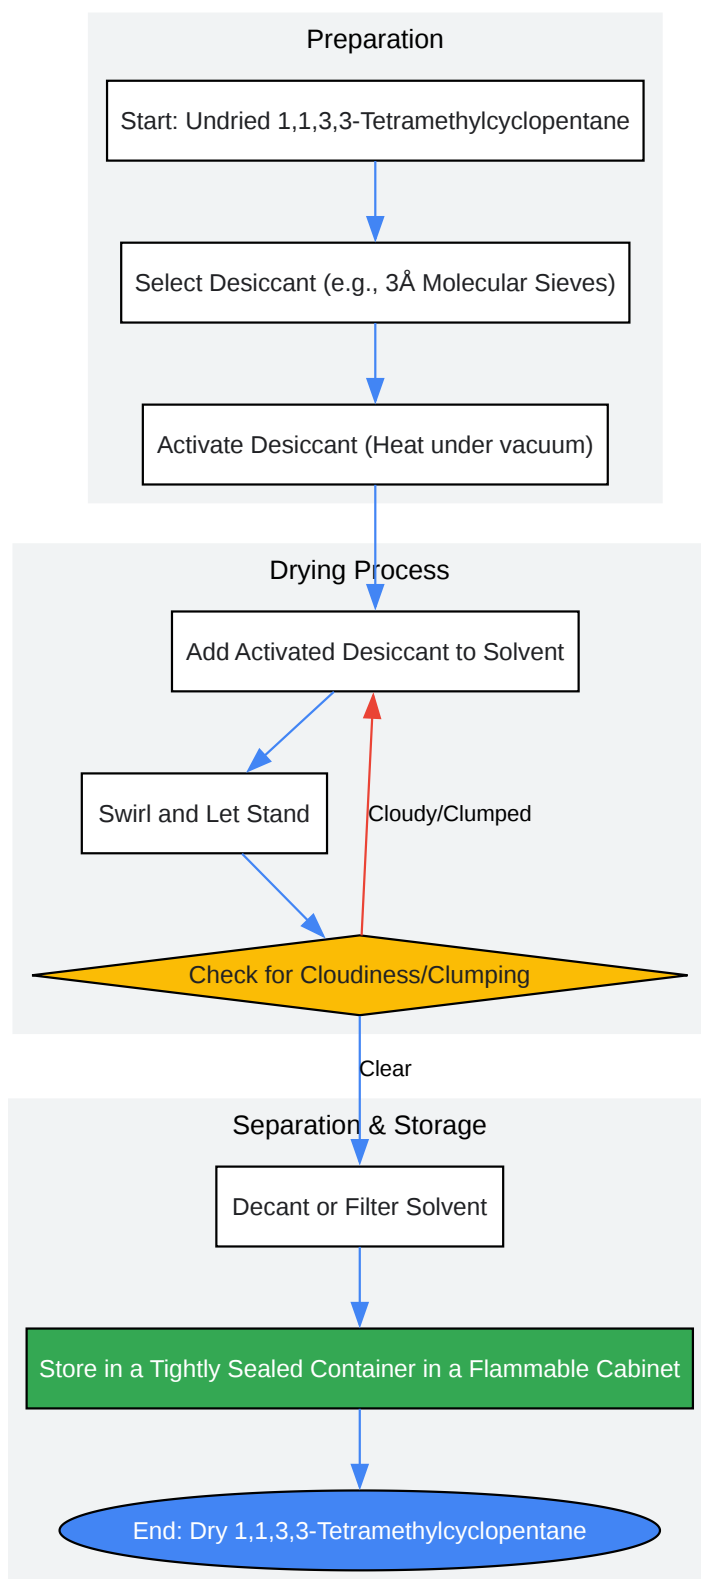 Preparation
Start: Undried 1,1,3,3-Tetramethylcyclopentane
Select Desiccant (e.g., 3Å Molecular Sieves)
Activate Desiccant (Heat under vacuum)
Drying Process
Add Activated Desiccant to Solvent
Swirl and Let Stand
Cloudy/Clumped
Check for Cloudiness/Clumping
Clear
Separation & Storage
Decant or Filter Solvent
Store in a Tightly Sealed Container in a Flammable Cabinet
End: Dry 1,1,3,3-Tetramethylcyclopentane